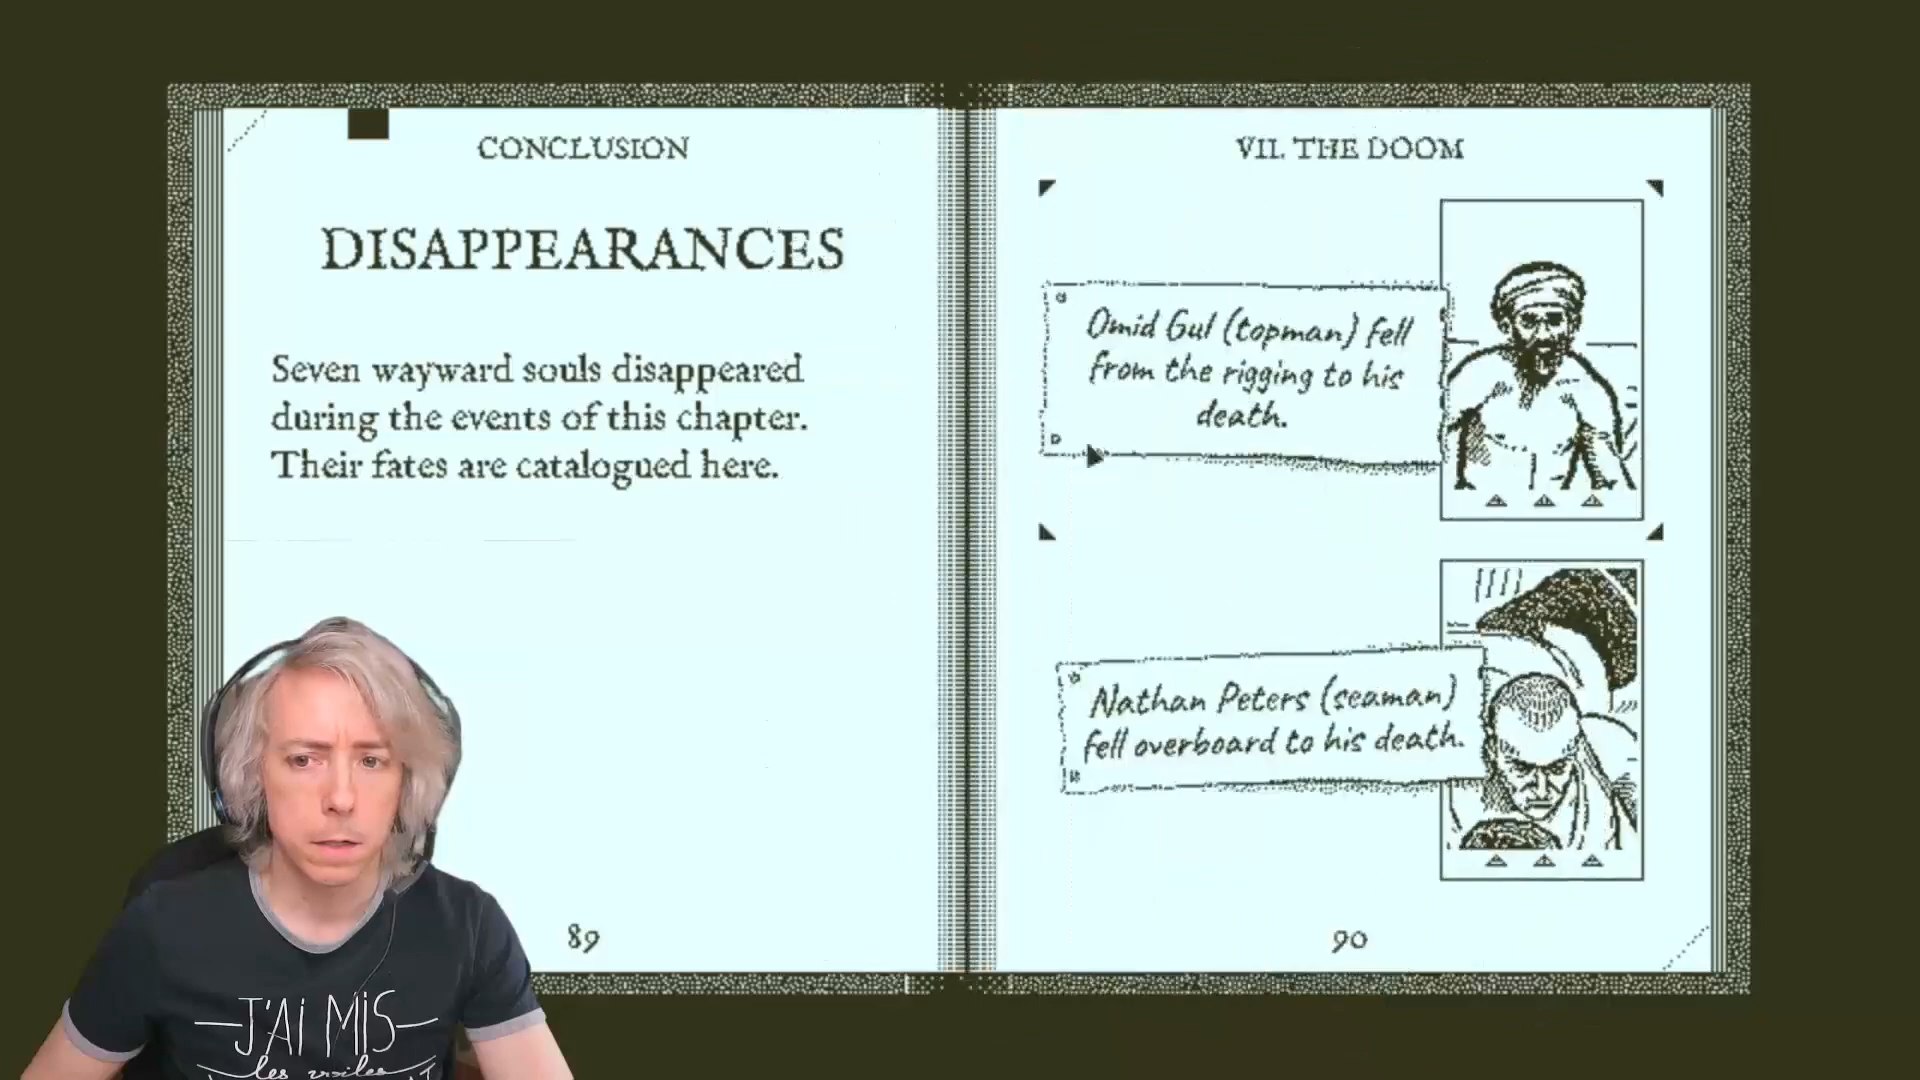 CONCLUSION
DISAPPEARANCES
Seven wayward souls disappeared
during the events of this chapter.
Their fates are catalogued here.
89
VII. THE DOOM
Omid Gul (topman) fell
from the rigging to his
death.
Nathan Peters (seaman)
fell overboard to his death.
90
J'AI MIS
les voiles